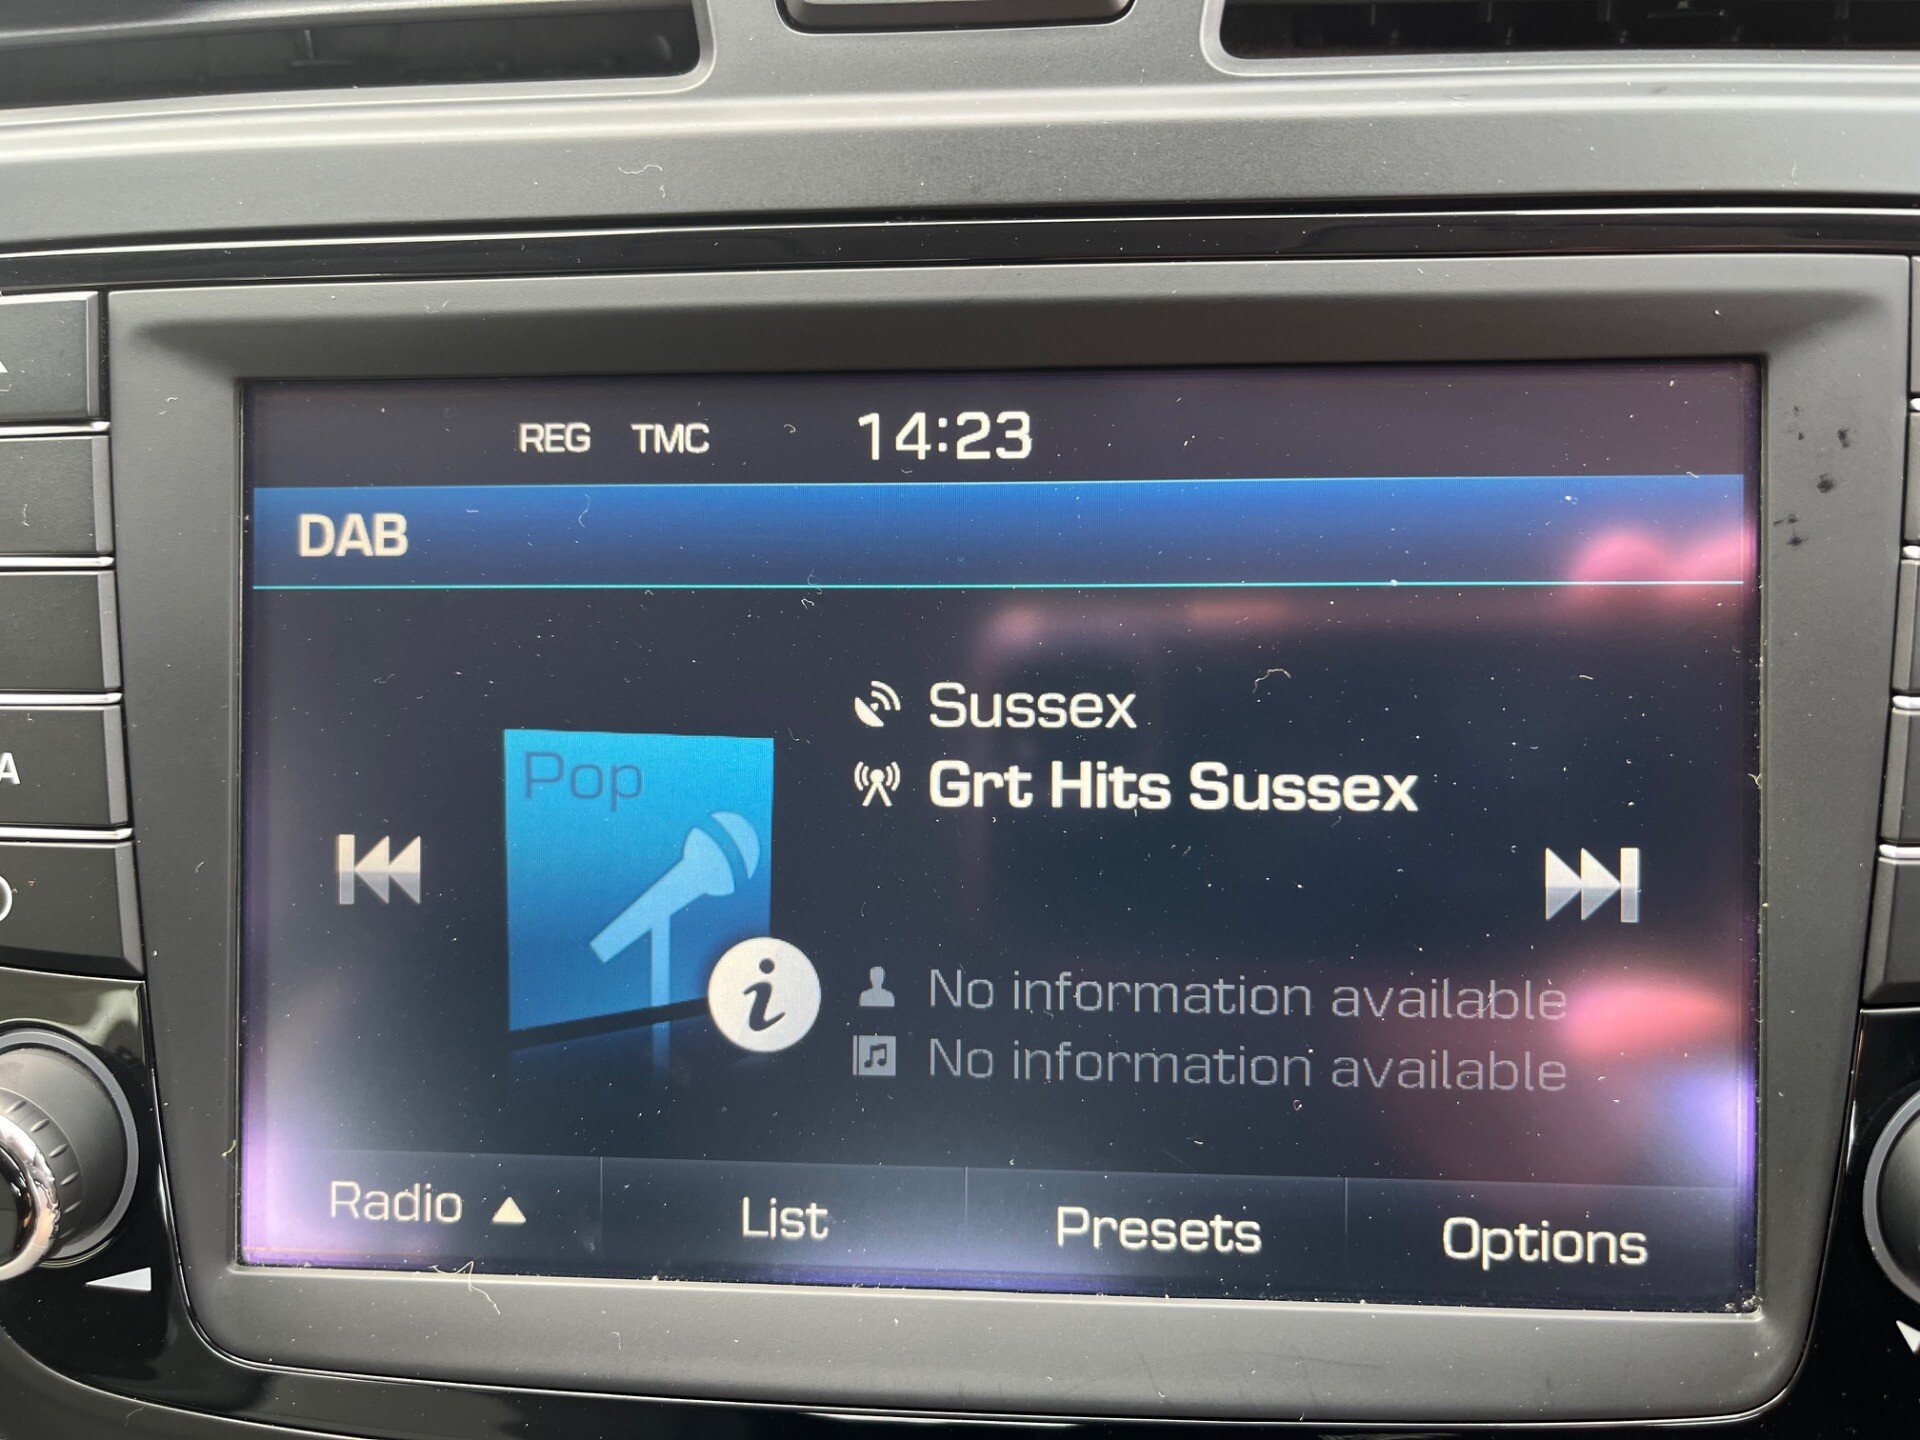 REG TMC 14:23
DAB
Sussex
Pop
Grt Hits Sussex
A
i
No information available
No information available
Radio List Presets Options